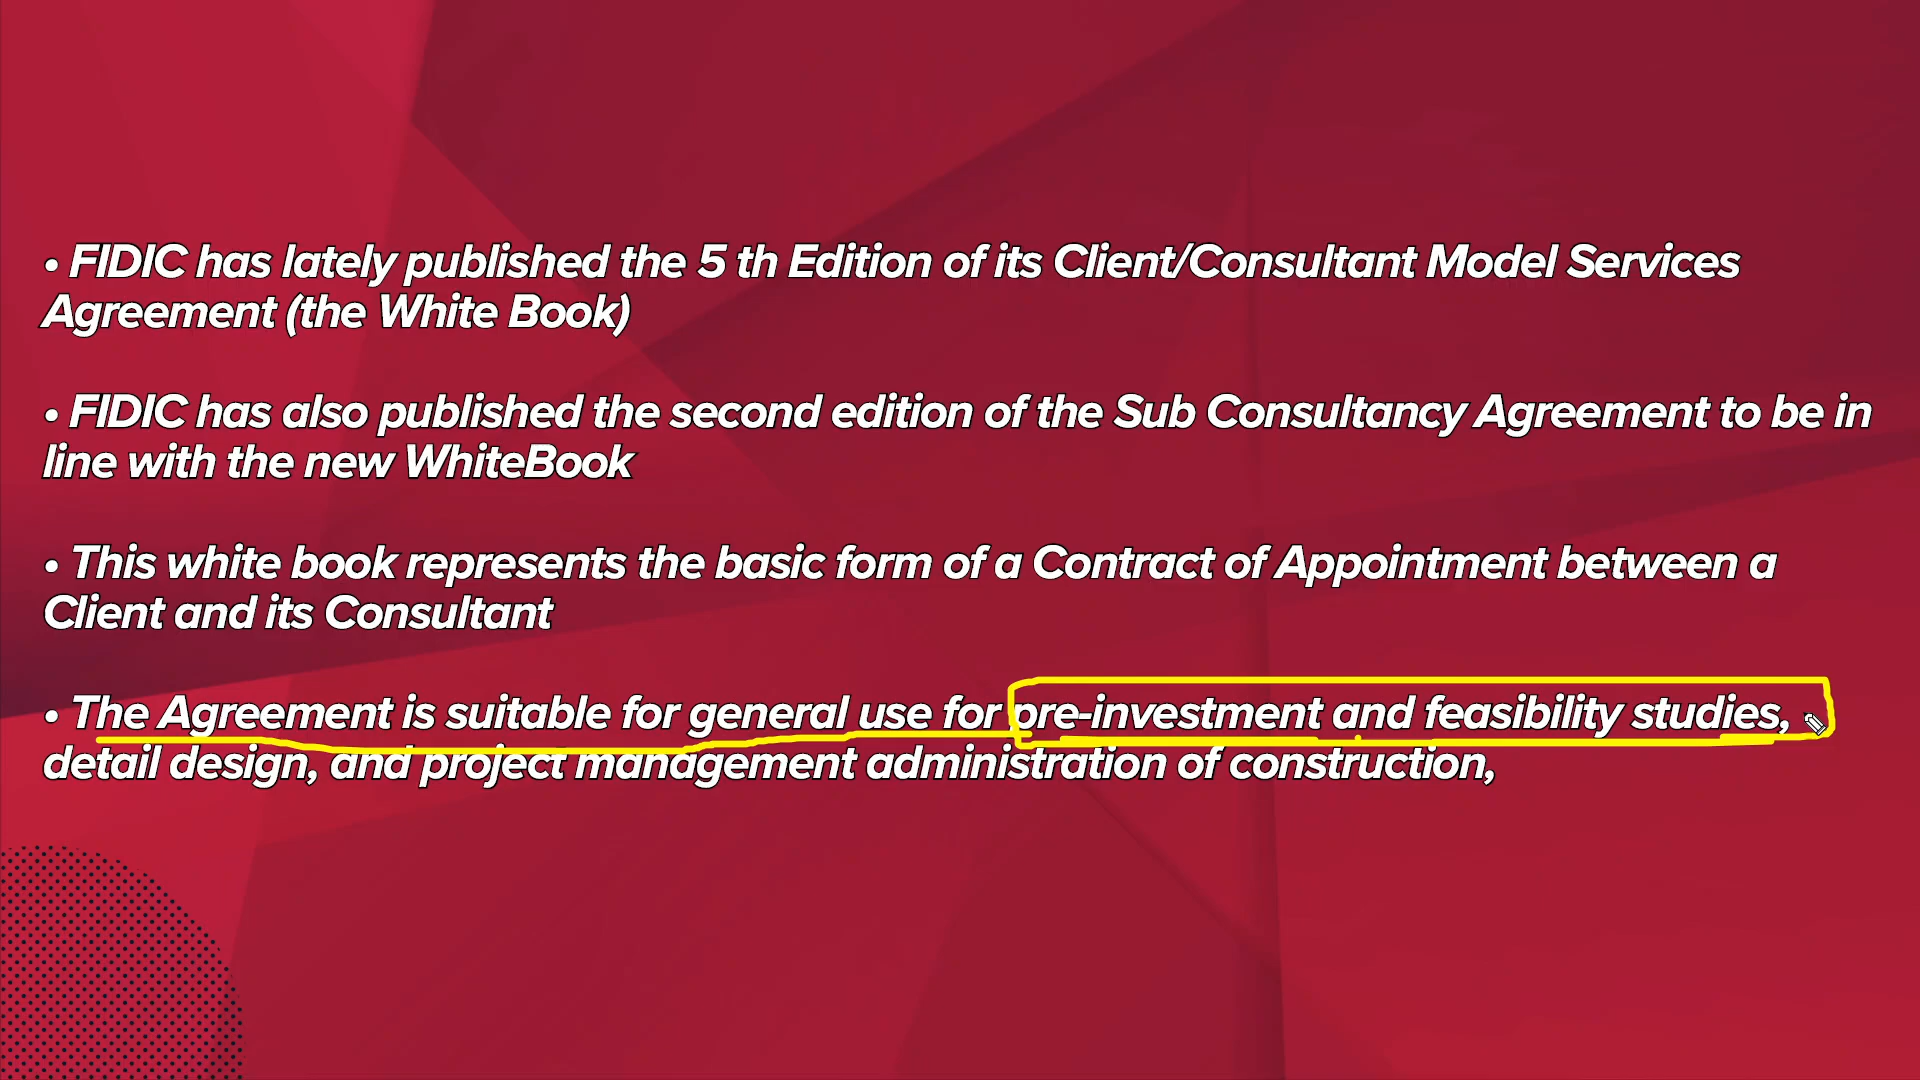 • FIDIC has lately published the 5 th Edition of its Client/Consultant Model Services
Agreement (the White Book)
• FIDIC has also published the second edition of the Sub Consultancy Agreement to be in
line with the new WhiteBook
• This white book represents the basic form of a Contract of Appointment between a
Client and its Consultant
• The Agreement is suitable for general use for pre-investment and feasibility studies,
detail design, and project management administration of construction,